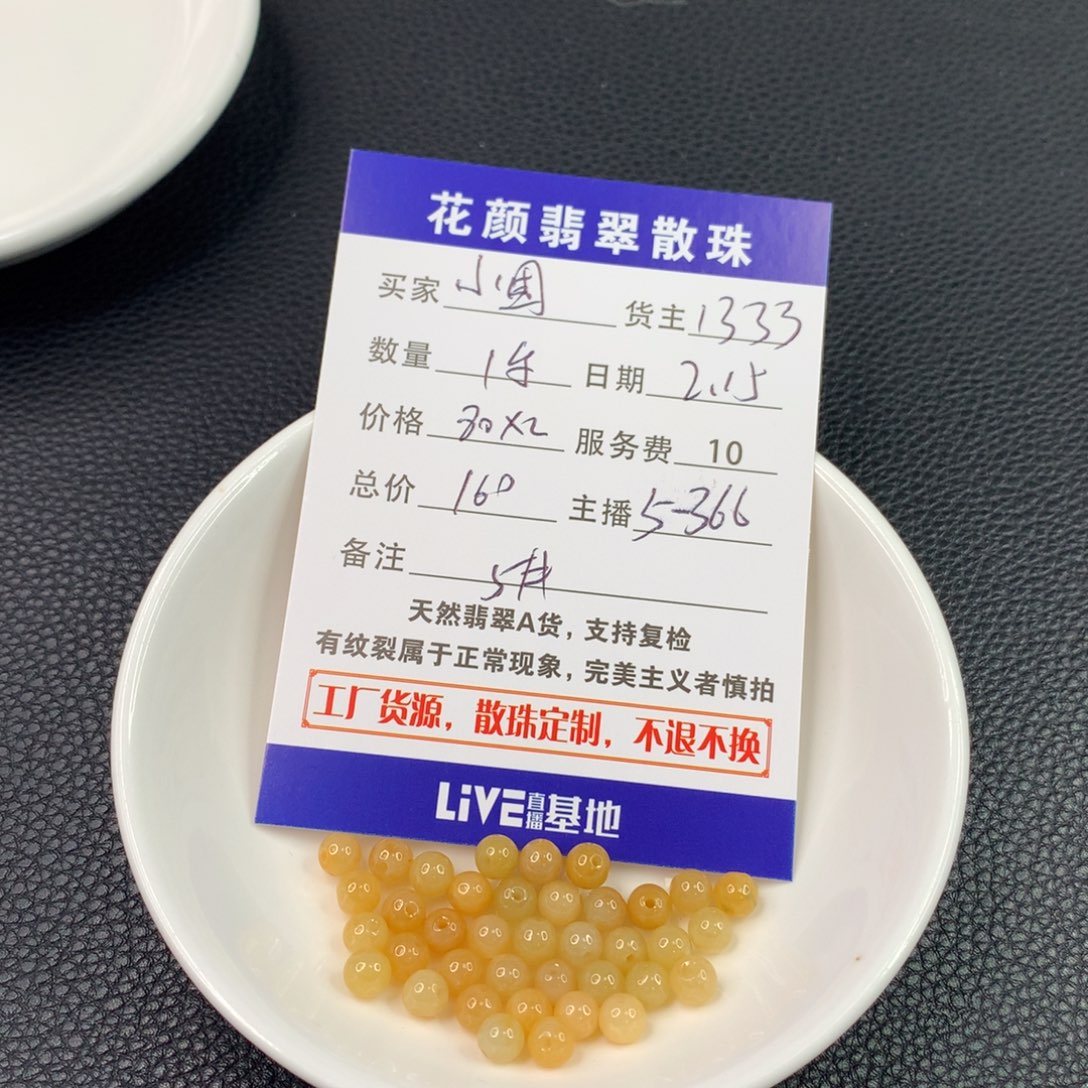 花颜翡翠散珠
买家 小周 货主 1333
数量 1年 日期 2.15
价格 80X2 服务费 10
总价 160 主播 5-366
备注 5#
天然翡翠A货，支持复检
有纹裂属于正常现象，完美主义者慎拍
工厂货源，散珠定制，不退不换
LiVE直播基地